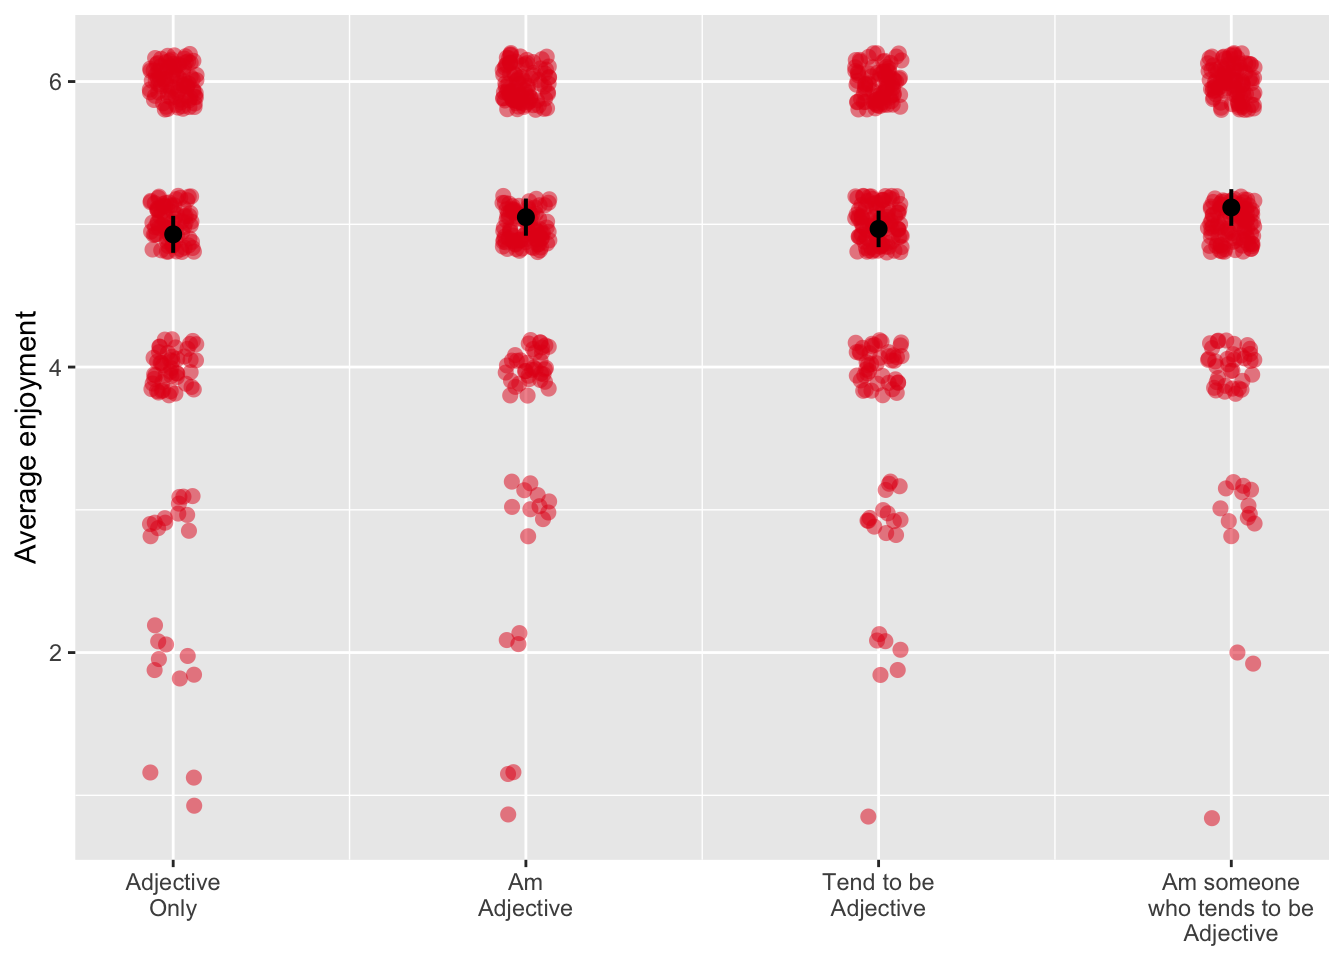 Average enjoyment
6
4
2
Adjective
Only
Am
Adjective
Tend to be
Adjective
Am someone
who tends to be
Adjective